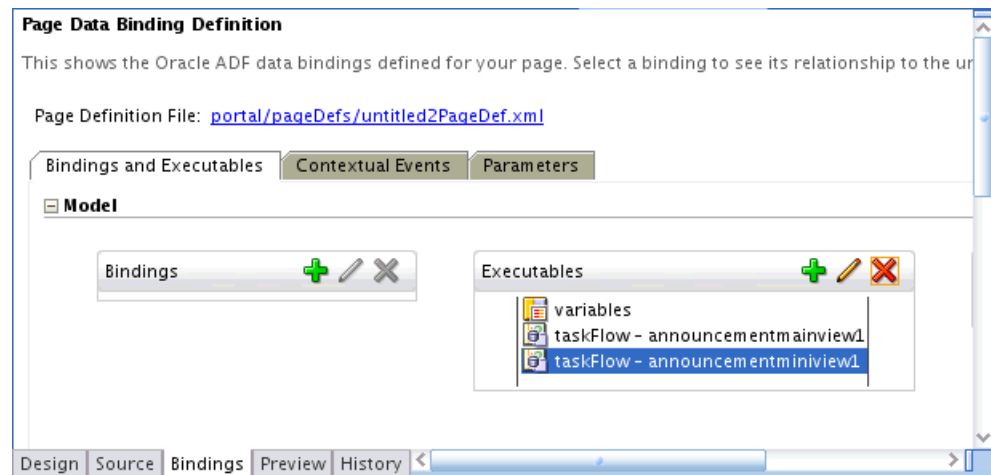 Page Data Binding Definition
This shows the Oracle ADF data bindings defined for your page. Select a binding to see its relationship to the ur
Page Definition File: portal/pageDefs/untitled2PageDef.xml
Bindings and Executables Contextual Events Parameters
Model
Bindings Executables
variables
taskFlow - announcementmainview1
taskFlow - announcementminiview1
Design Source Bindings Preview History